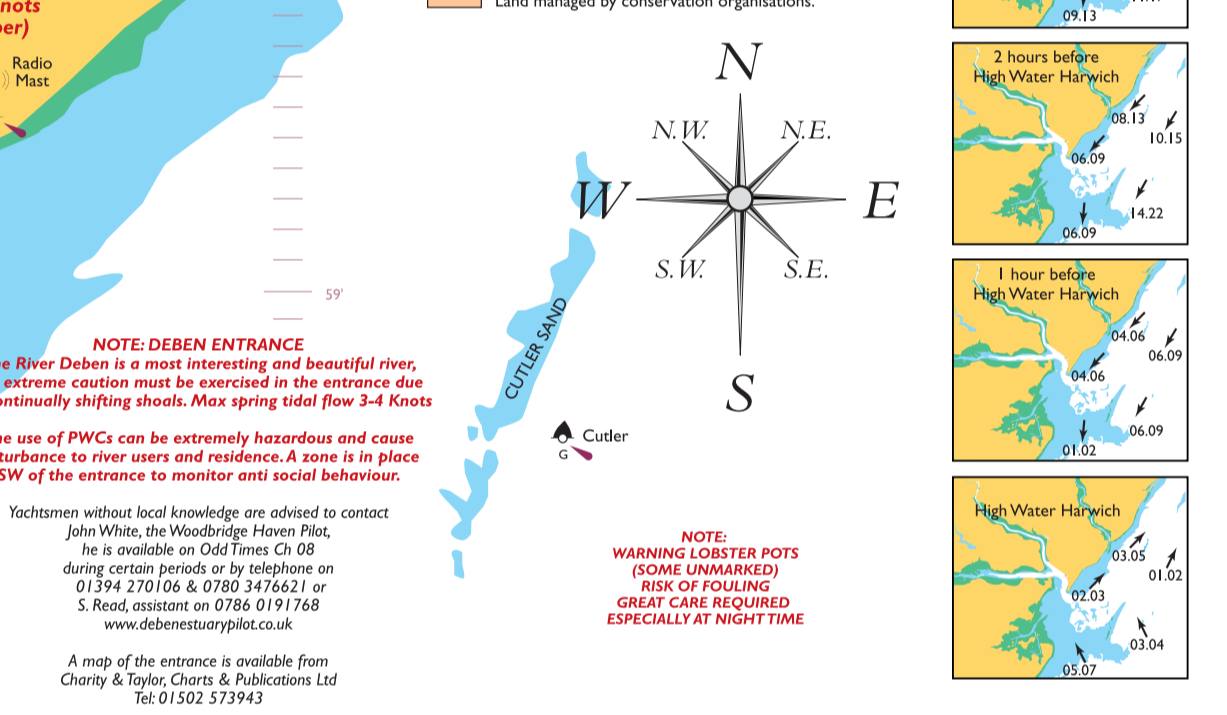 nots
er)
Radio
Mast
Land managed by conservation organisations.
N
N.W.
N.E.
W
E
S.W.
S.E.
S
59'
CUTLER SAND
Cutler
G
NOTE: DEBEN ENTRANCE
e River Deben is a most interesting and beautiful river,
extreme caution must be exercised in the entrance due
ontinually shifting shoals. Max spring tidal flow 3-4 Knots
e use of PWCs can be extremely hazardous and cause
turbance to river users and residence. A zone is in place
SW of the entrance to monitor anti social behaviour.
Yachtsmen without local knowledge are advised to contact
John White, the Woodbridge Haven Pilot,
he is available on Odd Times Ch 08
during certain periods or by telephone on
01394 270106 & 0780 3476621 or
S. Read, assistant on 0786 0191768
www.debenestuarypilot.co.uk
A map of the entrance is available from
Charity & Taylor, Charts & Publications Ltd
Tel: 01502 573943
NOTE:
WARNING LOBSTER POTS
(SOME UNMARKED)
RISK OF FOULING
GREAT CARE REQUIRED
ESPECIALLY AT NIGHT TIME
09.13
2 hours before
High Water Harwich
08.13
10.15
06.09
14.22
06.09
1 hour before
High Water Harwich
04.06
06.09
04.06
06.09
01.02
High Water Harwich
03.05
01.02
02.03
03.04
05.07